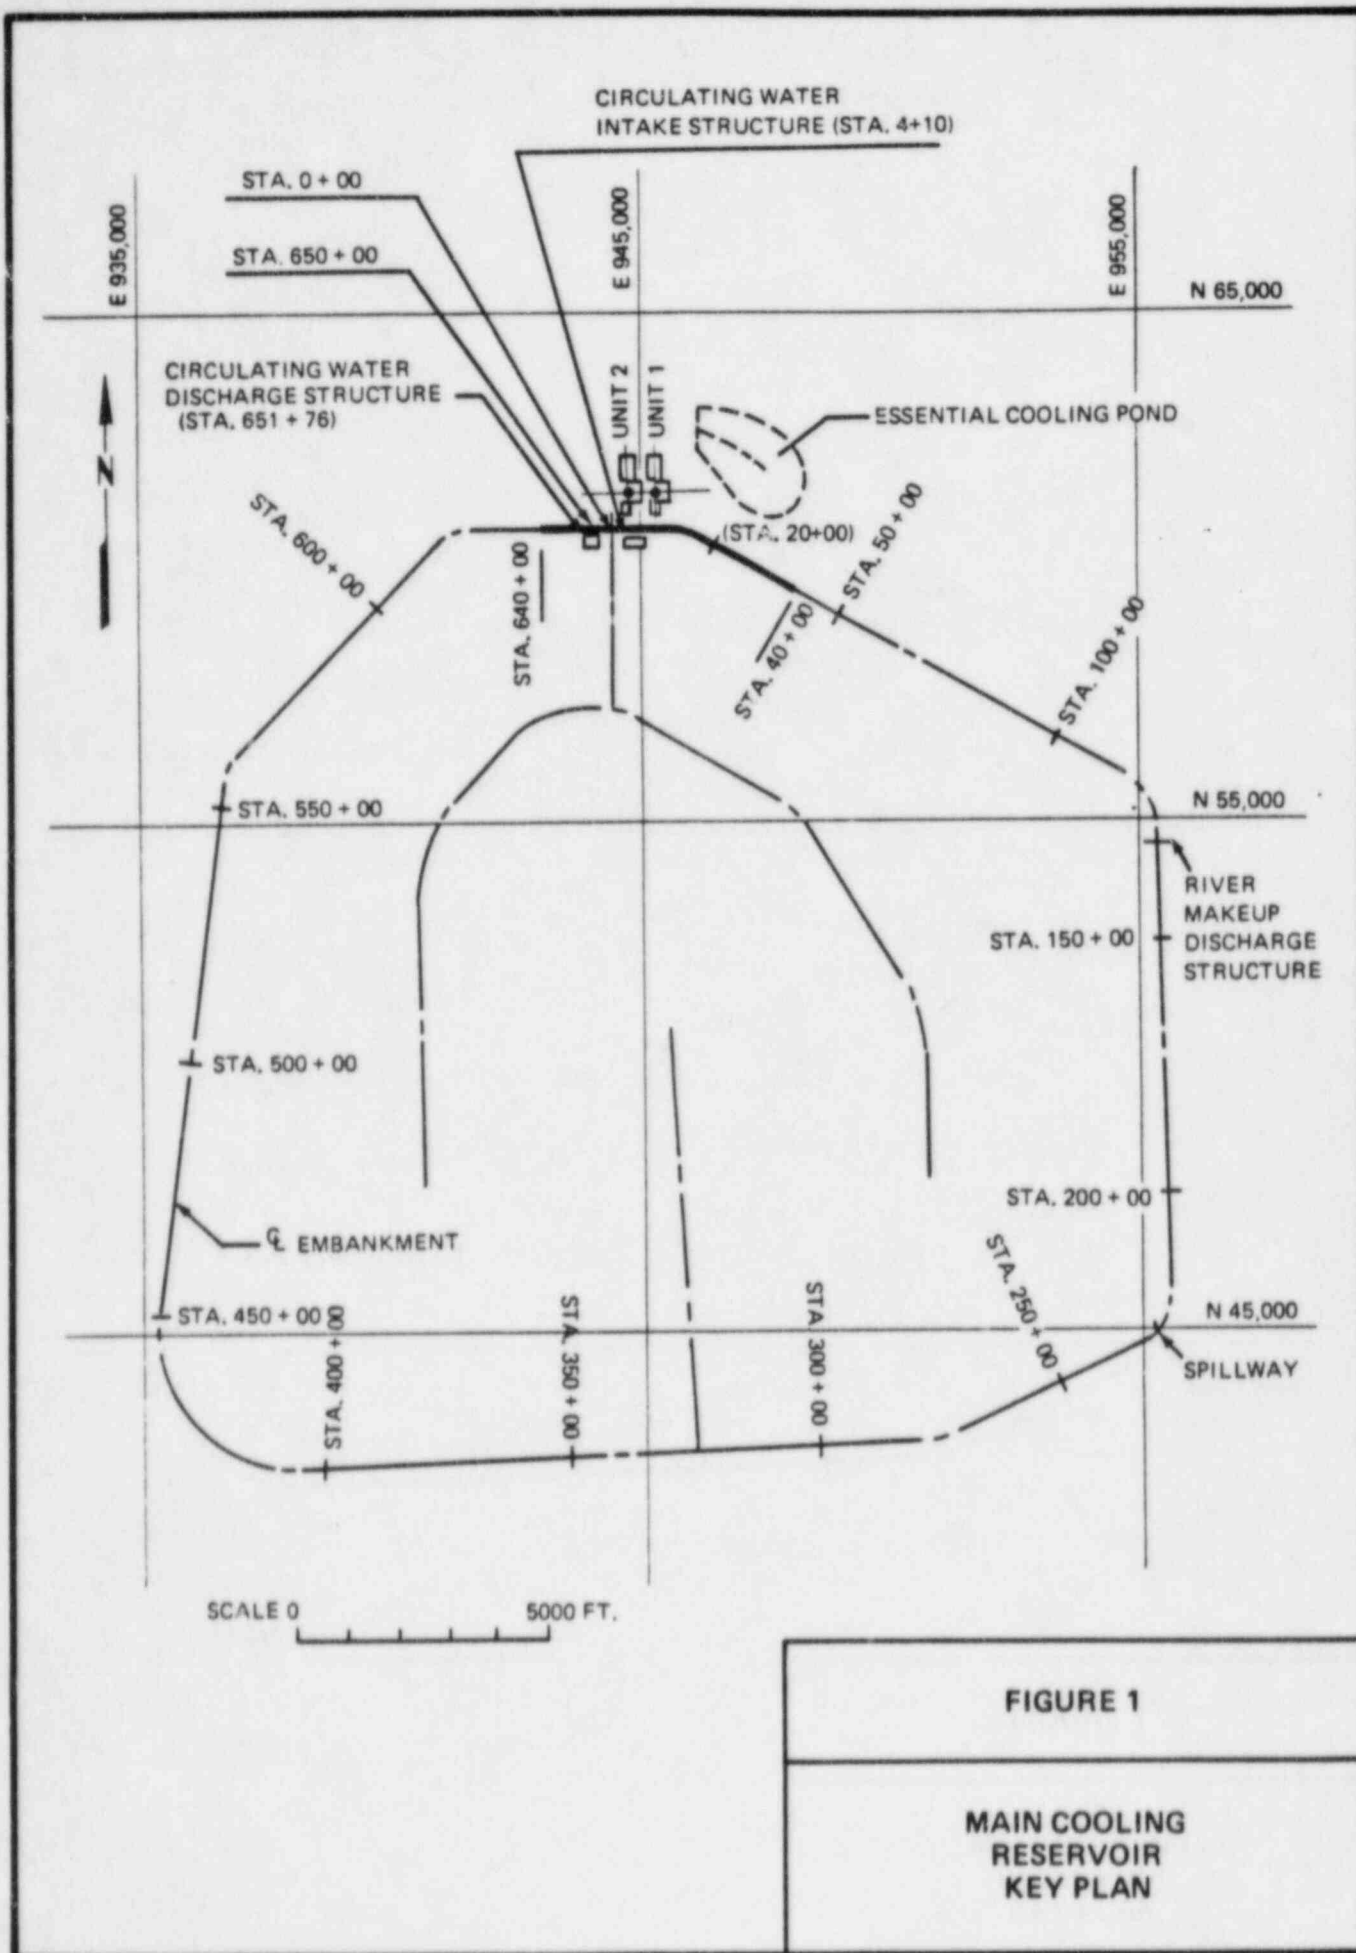 CIRCULATING WATER
INTAKE STRUCTURE (STA. 4+10)
STA. 0 + 00
STA. 650 + 00
E 935,000
E 945,000
E 955,000
N 65,000
CIRCULATING WATER
DISCHARGE STRUCTURE
(STA. 651 + 76)
UNIT 2
UNIT 1
ESSENTIAL COOLING POND
N
STA. 600 + 00
STA. 640 + 00
(STA. 20+00)
STA. 50 + 00
STA. 40 + 00
STA. 100 + 00
STA. 550 + 00
N 55,000
RIVER
MAKEUP
DISCHARGE
STRUCTURE
STA. 150 + 00
STA. 500 + 00
STA. 200 + 00
℄ EMBANKMENT
STA. 250 + 00
STA. 450 + 00
STA. 400 + 00
STA. 350 + 00
STA 300 + 00
N 45,000
SPILLWAY
SCALE 0
5000 FT.
FIGURE 1
MAIN COOLING
RESERVOIR
KEY PLAN